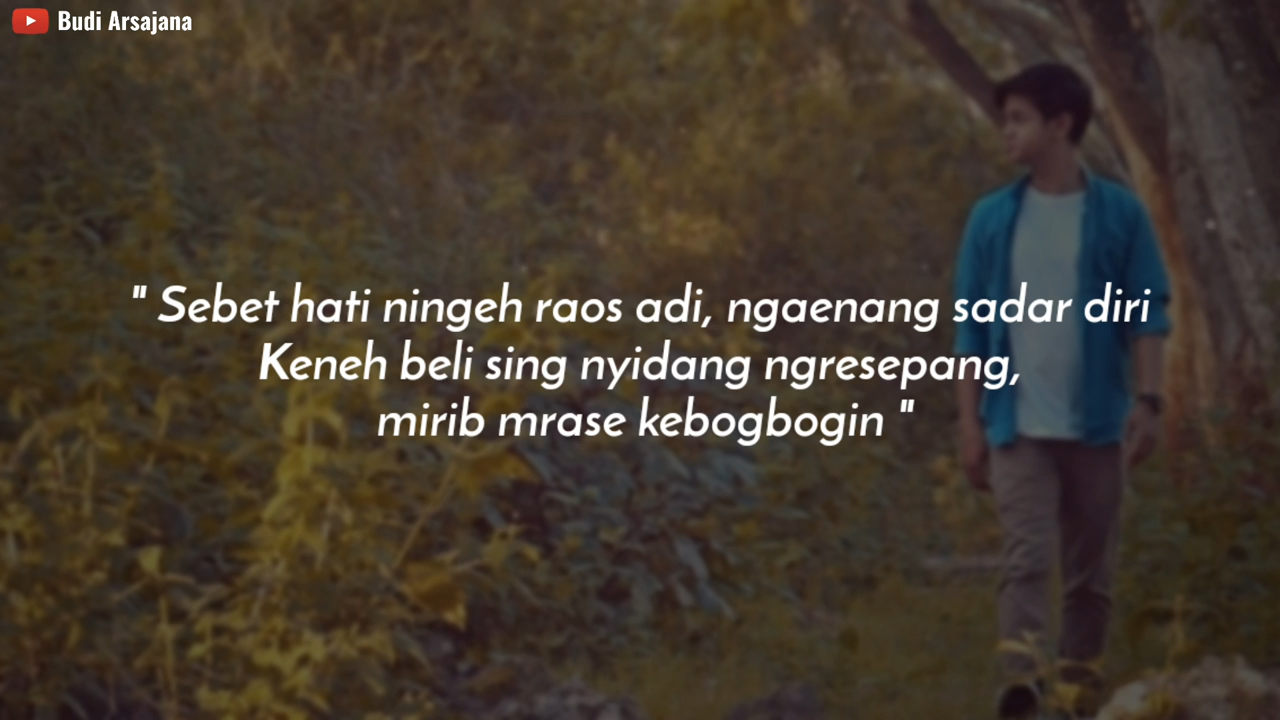 Budi Arsajana
" Sebet hati ningeh raos adi, ngaenang sadar diri
Keneh beli sing nyidang ngresepang,
mirib mrase kebogbogin "